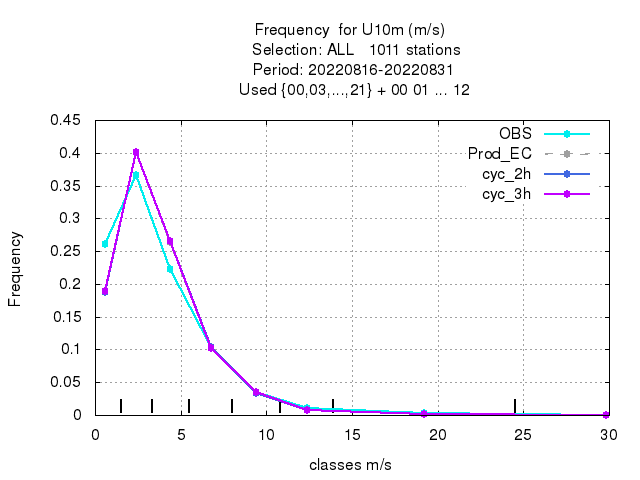 Frequency  for U10m (m/s)
Selection: ALL   1011 stations
Period: 20220816-20220831
Used {00,03,...,21} + 00 01 ... 12
OBS
Prod_EC
cyc_2h
cyc_3h
Frequency
0.45
0.4
0.35
0.3
0.25
0.2
0.15
0.1
0.05
0
0 5 10 15 20 25 30
classes m/s